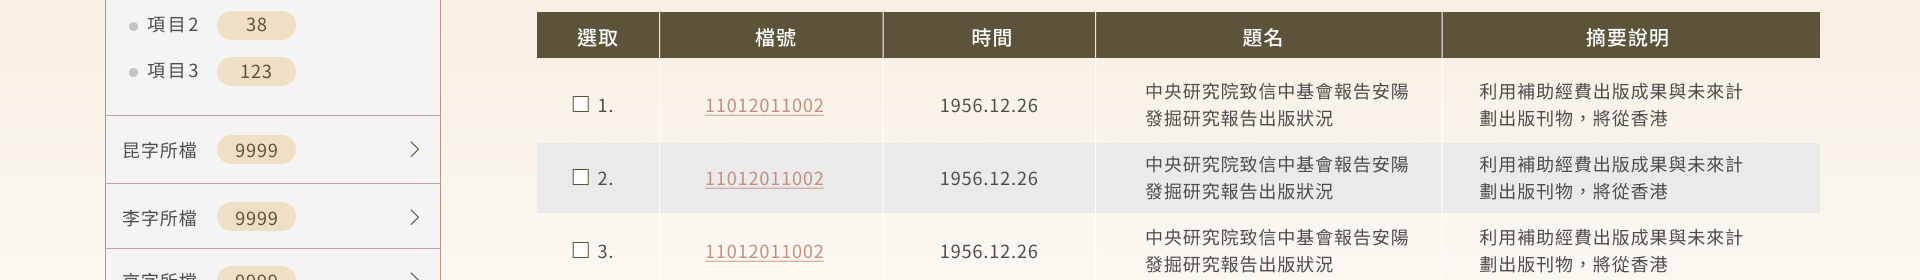 項目2 38
項目3 123
昆字所檔 9999
李字所檔 9999
京字所檔 9999
選取 檔號 時間 題名 摘要說明
1. 11012011002 1956.12.26 中央研究院致信中基會報告安陽 利用補助經費出版成果與未來計
發掘研究報告出版狀況 劃出版刊物，將從香港
2. 11012011002 1956.12.26 中央研究院致信中基會報告安陽 利用補助經費出版成果與未來計
發掘研究報告出版狀況 劃出版刊物，將從香港
3. 11012011002 1956.12.26 中央研究院致信中基會報告安陽 利用補助經費出版成果與未來計
發掘研究報告出版狀況 劃出版刊物，將從香港